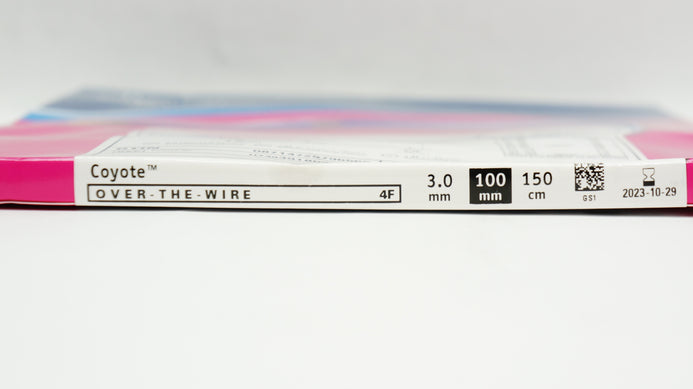 Coyote™
OVER-THE-WIRE 4F
3.0 mm
100 mm
150 cm
GS1
2023-10-29